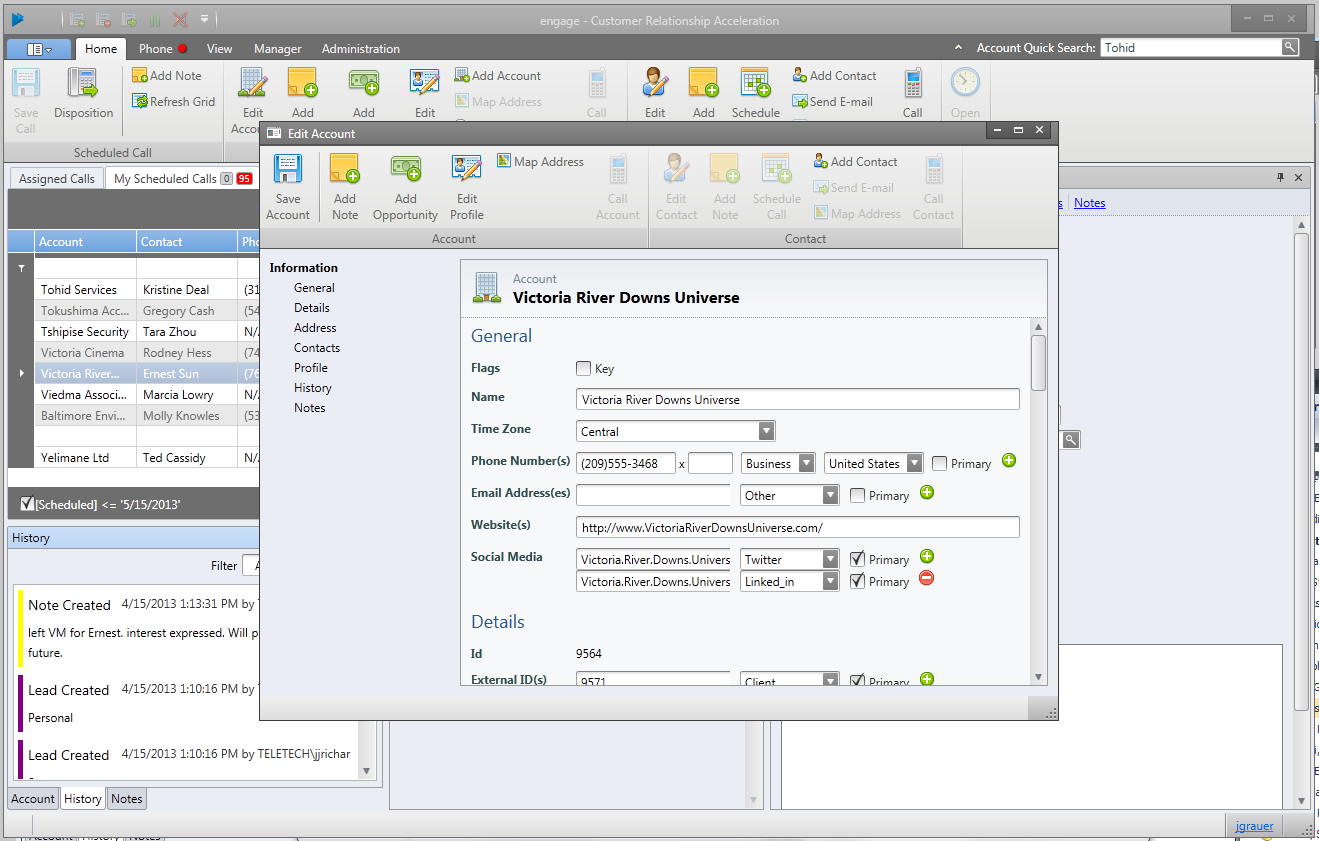 engage - Customer Relationship Acceleration
Home Phone View Manager Administration
Account Quick Search: Tohid
Save Call
Disposition
Add Note
Refresh Grid
Scheduled Call
Edit
Add
Add
Edit
Add Account
Map Address
Call
Edit
Add
Schedule
Add Contact
Send E-mail
Call
Open
Edit Account
Save Account
Add Note
Add Opportunity
Edit Profile
Map Address
Call Account
Account
Edit Contact
Add Note
Schedule Call
Add Contact
Send E-mail
Map Address
Call Contact
Contact
Assigned Calls My Scheduled Calls 0 95
Notes
Account Contact
Tohid Services Kristine Deal (31
Tokushima Acc... Gregory Cash (54
Tshipise Security Tara Zhou N/
Victoria Cinema Rodney Hess (74
Victoria River... Ernest Sun (76
Viedma Associ... Marcia Lowry N/
Baltimore Envi... Molly Knowles (53
Yelimane Ltd Ted Cassidy N/
[Scheduled] <= '5/15/2013'
History
Filter
Note Created 4/15/2013 1:13:31 PM by
left VM for Ernest. interest expressed. Will
future.
Lead Created 4/15/2013 1:10:16 PM by
Personal
Lead Created 4/15/2013 1:10:16 PM by TELETECH\jjrichar
Account History Notes
Information
General
Details
Address
Contacts
Profile
History
Notes
Account
Victoria River Downs Universe
General
Flags Key
Name Victoria River Downs Universe
Time Zone Central
Phone Number(s) (209)555-3468 x Business United States Primary
Email Address(es) Other Primary
Website(s) http://www.VictoriaRiverDownsUniverse.com/
Social Media Victoria.River.Downs.Univers Twitter Primary
Victoria.River.Downs.Univers Linked_in Primary
Details
Id 9564
External ID(s) 9571 Client Primary
jgrauer